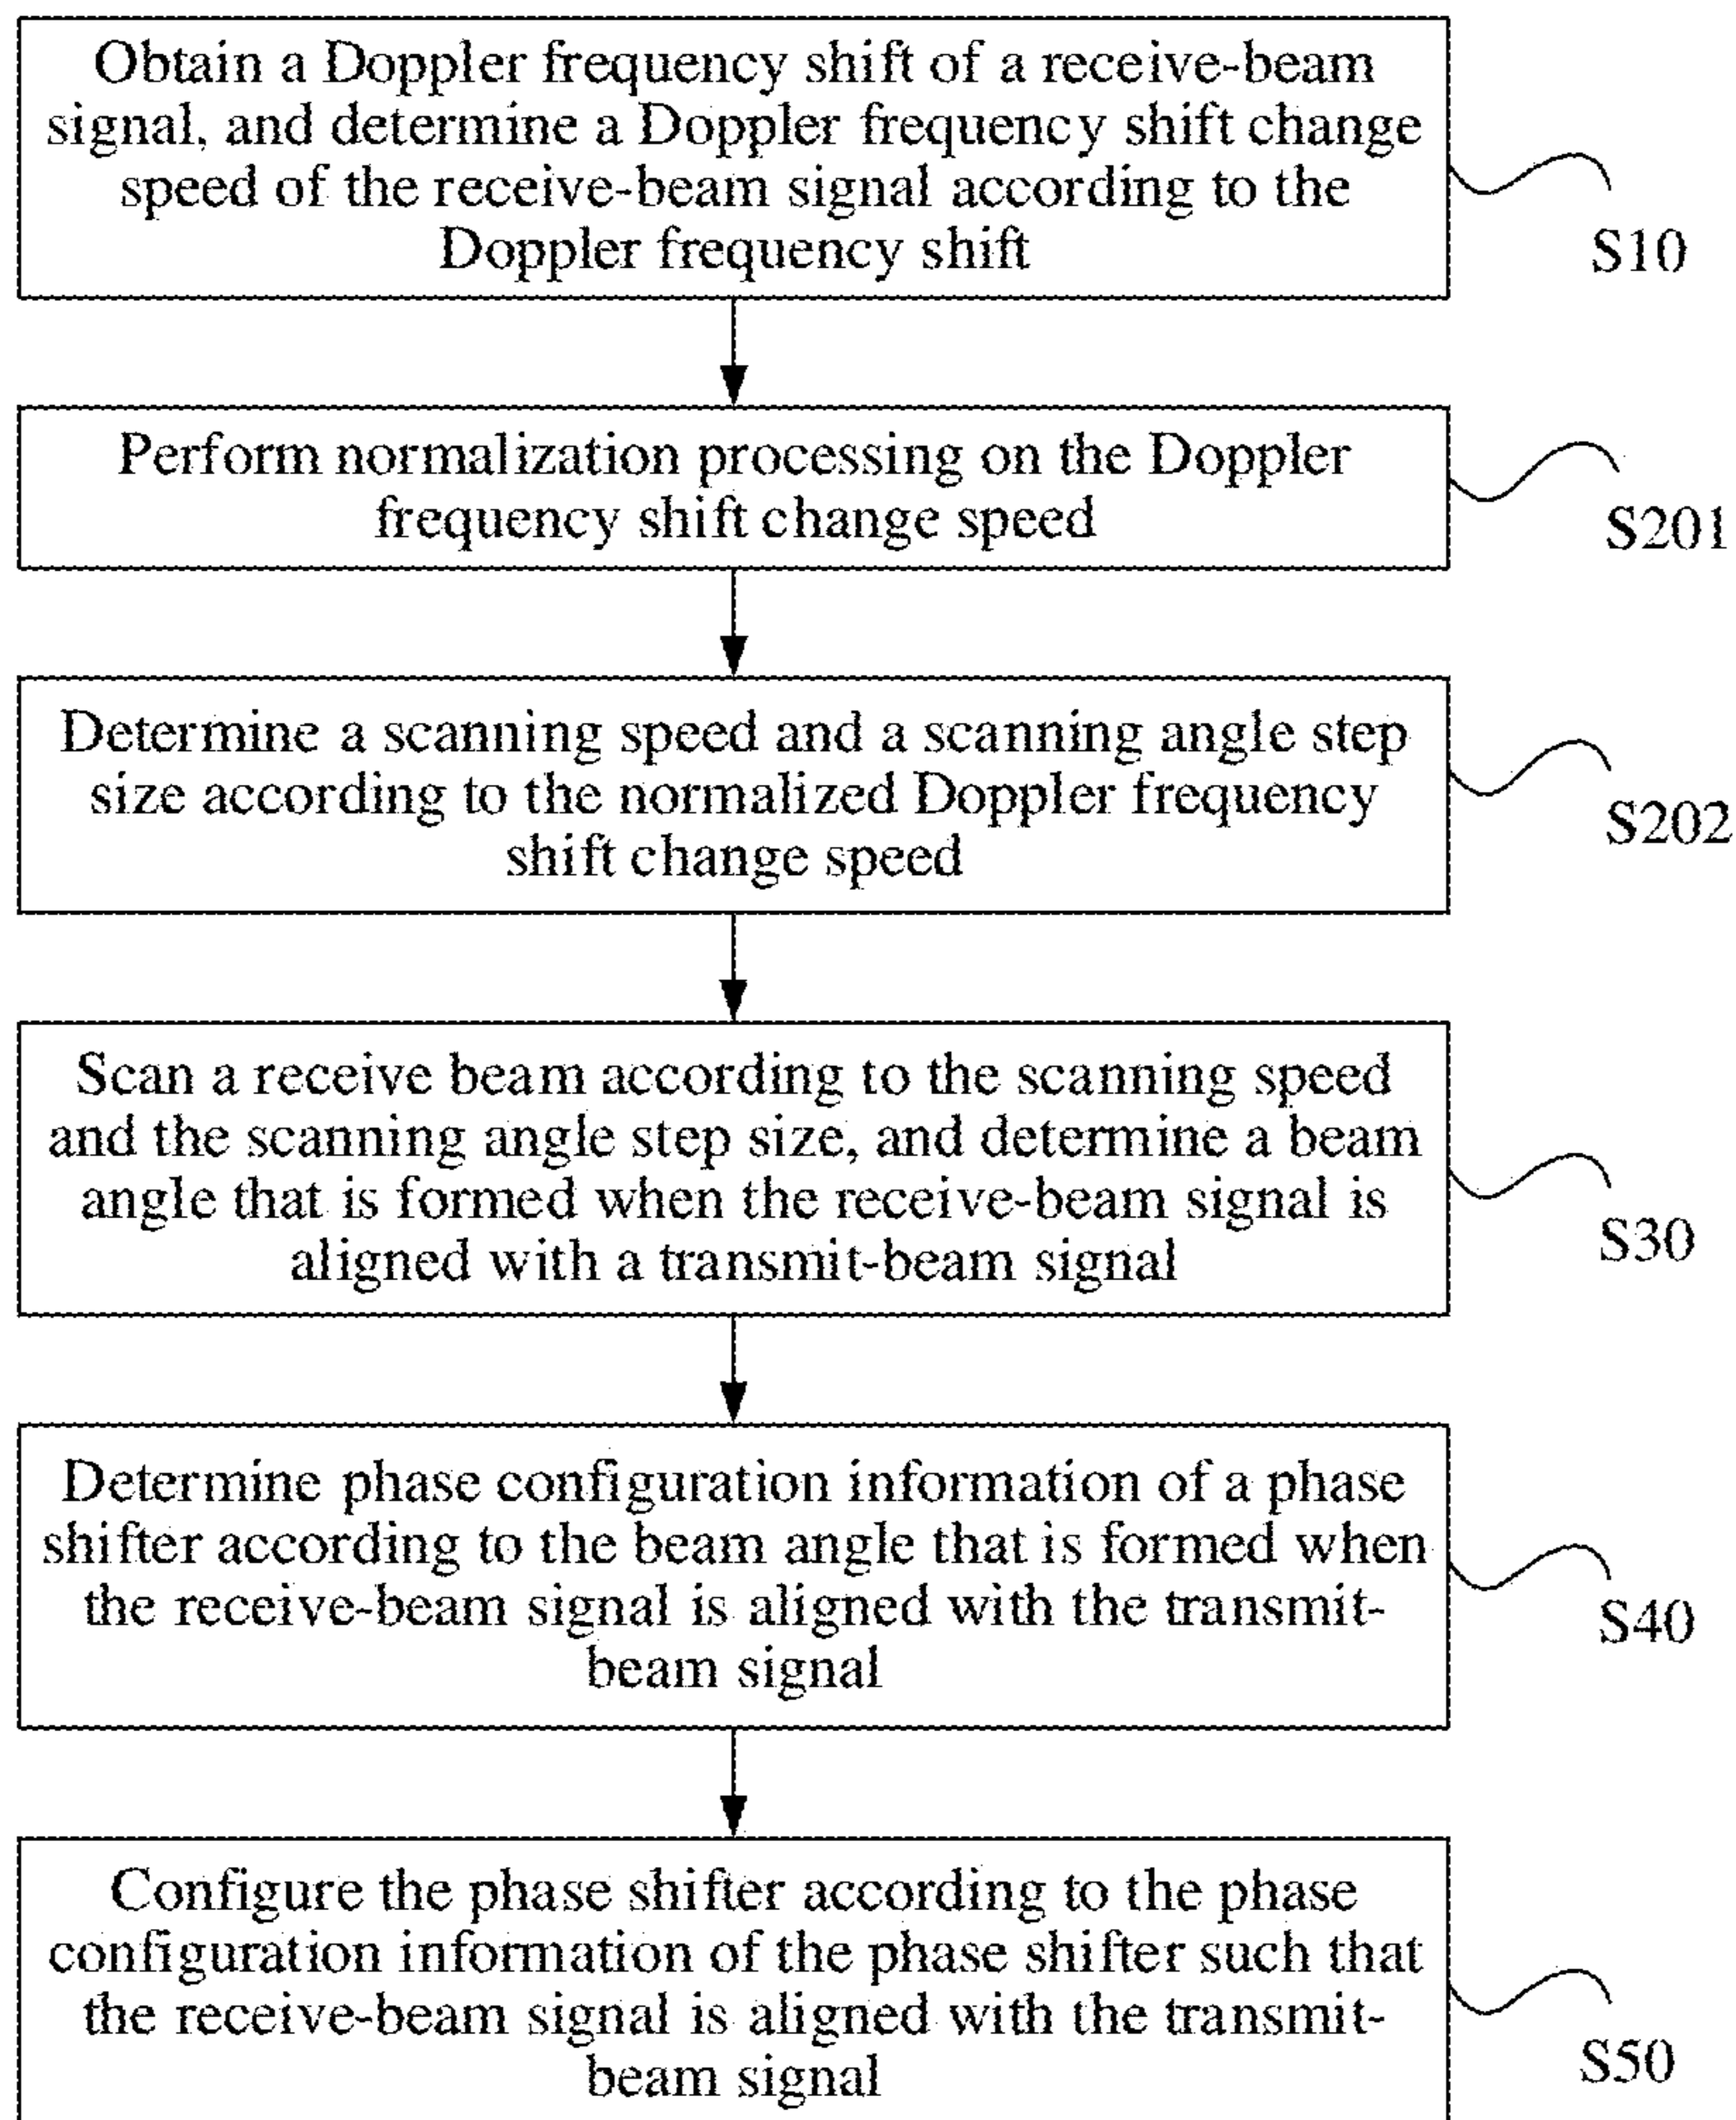 Obtain a Doppler frequency shift of a receive-beam
signal, and determine a Doppler frequency shift change
speed of the receive-beam signal according to the
Doppler frequency shift
S10
Perform normalization processing on the Doppler
frequency shift change speed
S201
Determine a scanning speed and a scanning angle step
size according to the normalized Doppler frequency
shift change speed
S202
Scan a receive beam according to the scanning speed
and the scanning angle step size, and determine a beam
angle that is formed when the receive-beam signal is
aligned with a transmit-beam signal
S30
Determine phase configuration information of a phase
shifter according to the beam angle that is formed when
the receive-beam signal is aligned with the transmit-
beam signal
S40
Configure the phase shifter according to the phase
configuration information of the phase shifter such that
the receive-beam signal is aligned with the transmit-
beam signal
S50